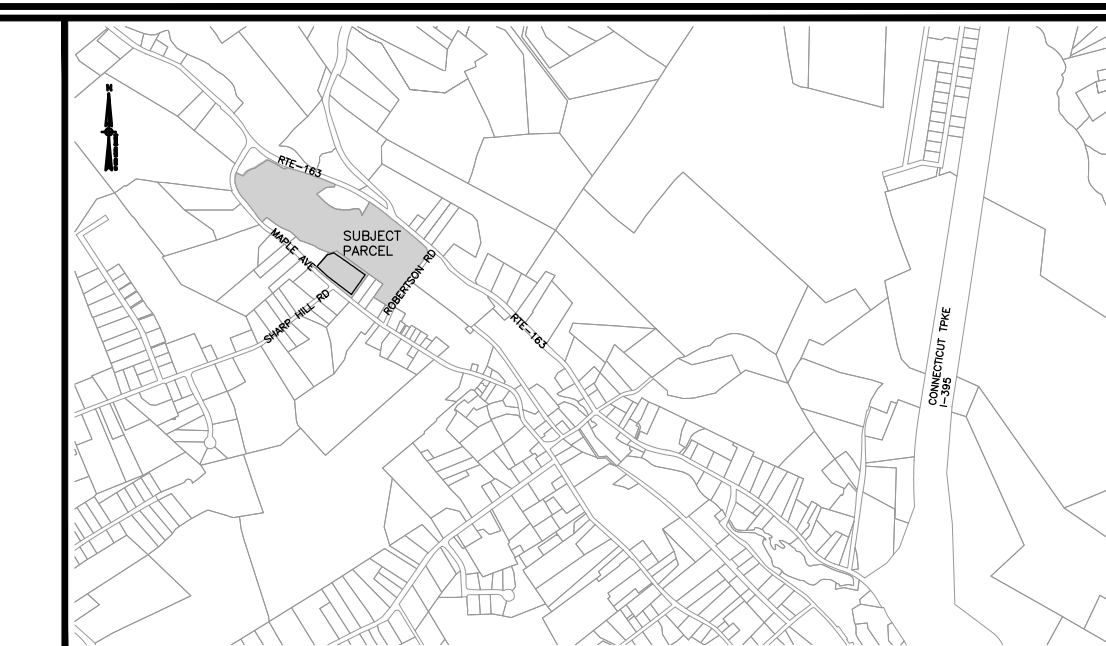 N
RTE-163
SUBJECT
PARCEL
MAPLE AVE
ROBERTSON RD
SHARP HILL RD
RTE-163
CONNECTICUT TPKE
I-395